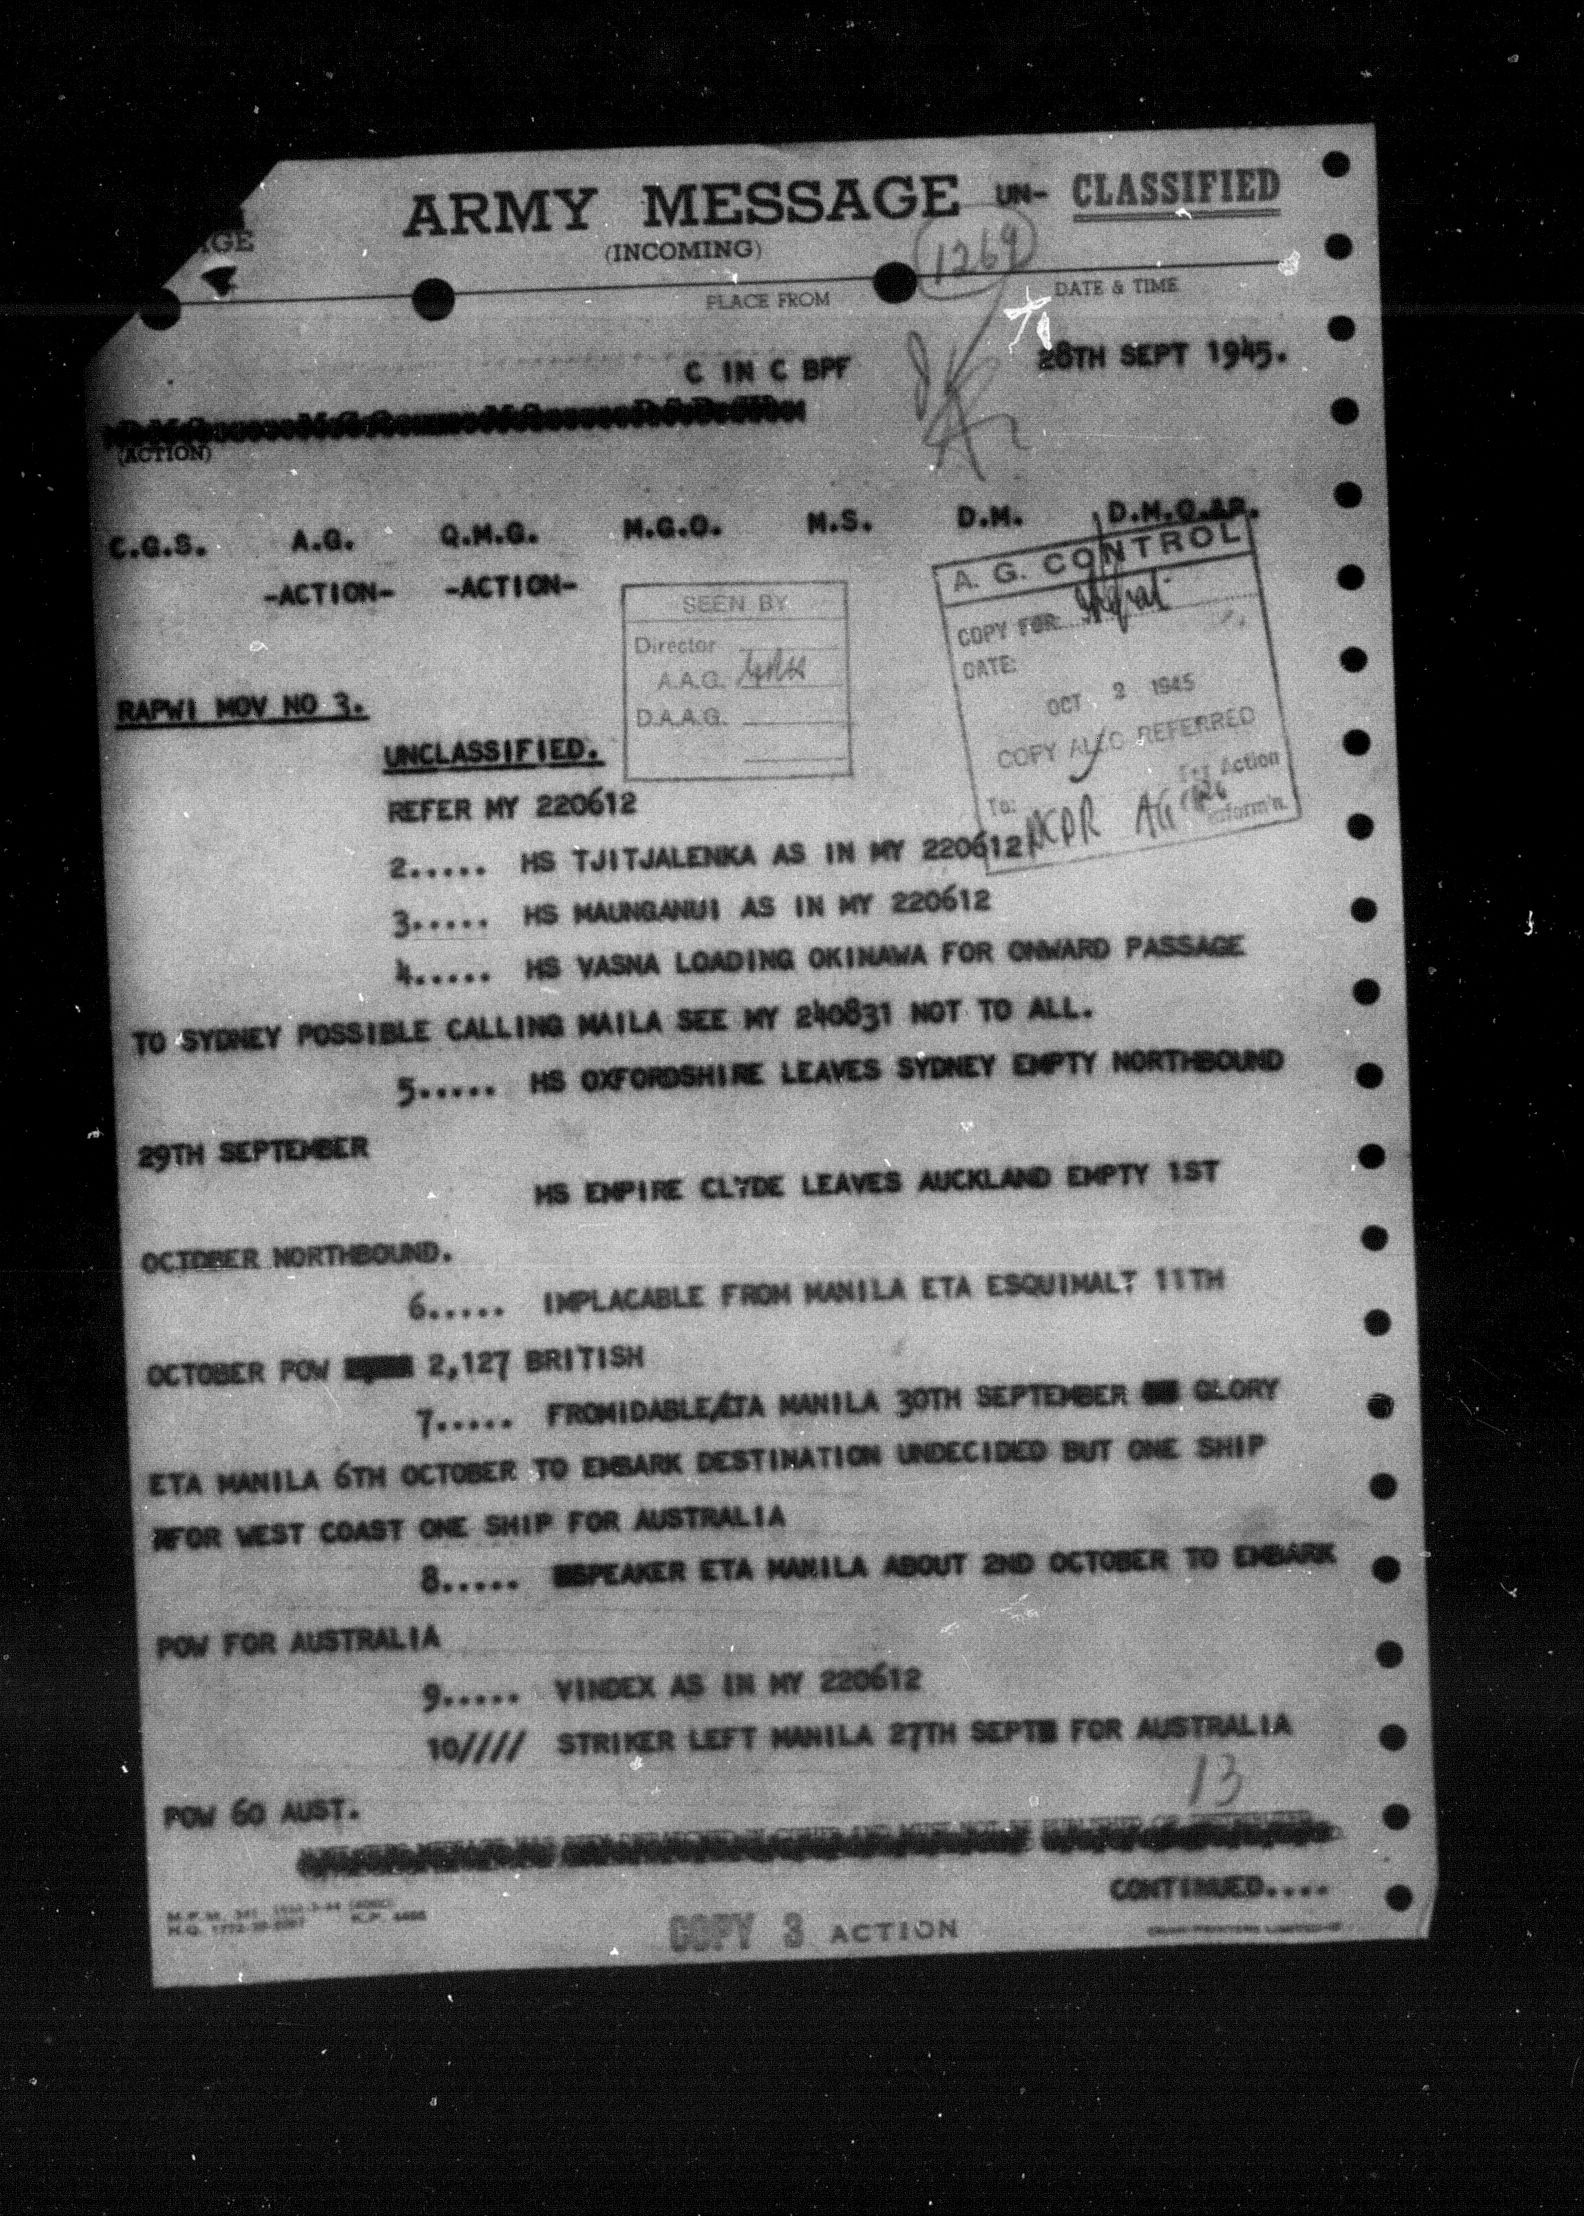 ARMY MESSAGE UN- CLASSIFIED
(INCOMING)
1269
PLACE FROM DATE & TIME
C IN C BPF 28TH SEPT 1945.
(ACTION)
C.G.S. A.G. Q.M.G. M.G.O. M.S. D.M.
-ACTION- -ACTION-
A. G. CONTROL
COPY FOR:
DATE:
OCT 2 1945
COPY ALSO REFERRED
For Action
To: Inform'n.
SEEN BY
Director
A.A.G.
D.A.A.G.
RAPWI MOV NO 3.
UNCLASSIFIED.
REFER MY 220612
2..... HS TJITJALENKA AS IN MY 220612
3..... HS MAUNGANUI AS IN MY 220612
4..... HS VASNA LOADING OKINAWA FOR ONWARD PASSAGE
TO SYDNEY POSSIBLE CALLING MAILA SEE MY 240831 NOT TO ALL.
5..... HS OXFORDSHIRE LEAVES SYDNEY EMPTY NORTHBOUND
29TH SEPTEMBER
HS EMPIRE CLYDE LEAVES AUCKLAND EMPTY 1ST
OCTOBER NORTHBOUND.
6..... IMPLACABLE FROM MANILA ETA ESQUIMALT 11TH
OCTOBER POW 2,127 BRITISH
7..... FROMIDABLE/ETA MANILA 30TH SEPTEMBER GLORY
ETA MANILA 6TH OCTOBER TO EMBARK DESTINATION UNDECIDED BUT ONE SHIP
FOR WEST COAST ONE SHIP FOR AUSTRALIA
8..... SPEAKER ETA MANILA ABOUT 2ND OCTOBER TO EMBARK
POW FOR AUSTRALIA
9..... VINDEX AS IN MY 220612
10//// STRIKER LEFT MANILA 27TH SEPT FOR AUSTRALIA
13
POW 60 AUST.
CONTINUED....
COPY 3 ACTION